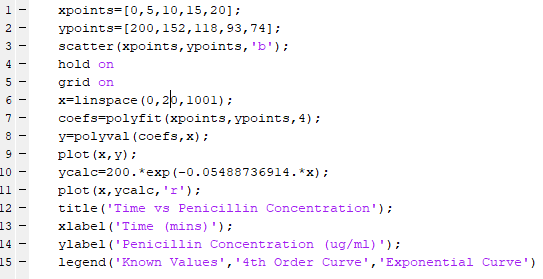 1 - xpoints=[0,5,10,15,20];
2 - ypoints=[200,152,118,93,74];
3 - scatter(xpoints,ypoints,'b');
4 - hold on
5 - grid on
6 - x=linspace(0,20,1001);
7 - coefs=polyfit(xpoints,ypoints,4);
8 - y=polyval(coefs,x);
9 - plot(x,y);
10 - ycalc=200.*exp(-0.05488736914.*x);
11 - plot(x,ycalc,'r');
12 - title('Time vs Penicillin Concentration');
13 - xlabel('Time (mins)');
14 - ylabel('Penicillin Concentration (ug/ml)');
15 - legend('Known Values','4th Order Curve','Exponential Curve')